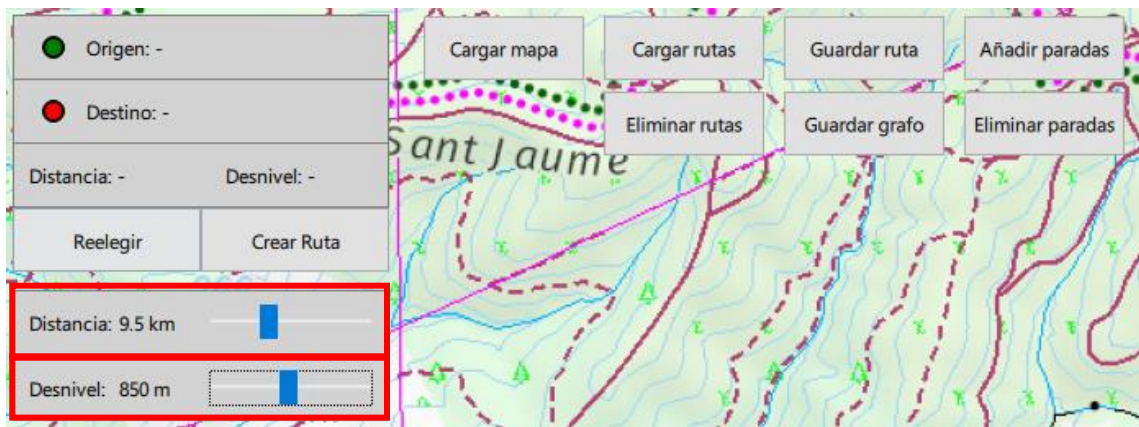 Origen: -
Destino: -
Distancia: -
Desnivel: -
Reelegir
Crear Ruta
Distancia: 9.5 km
Desnivel: 850 m
Cargar mapa
Cargar rutas
Guardar ruta
Añadir paradas
Eliminar rutas
Guardar grafo
Eliminar paradas
Sant Jaume